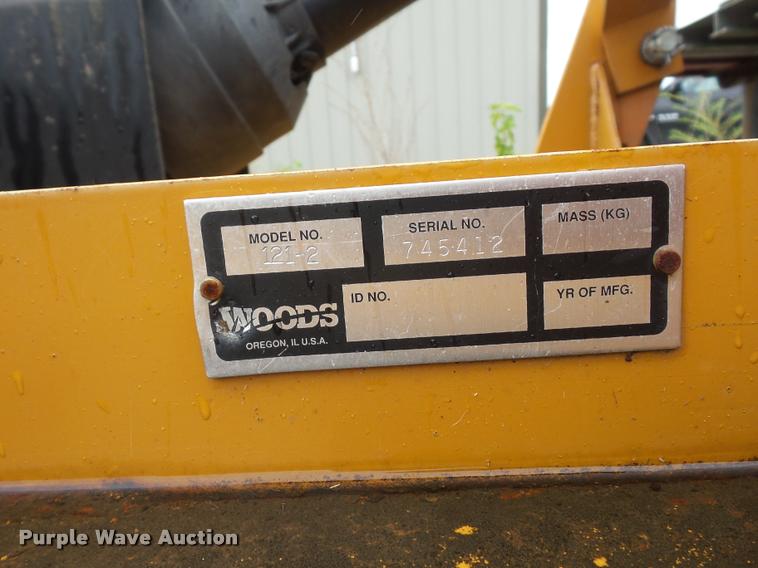 MODEL NO.
121-2
SERIAL NO.
745412
MASS (KG)
WOODS
OREGON, IL U.S.A.
ID NO.
YR OF MFG.
Purple Wave Auction